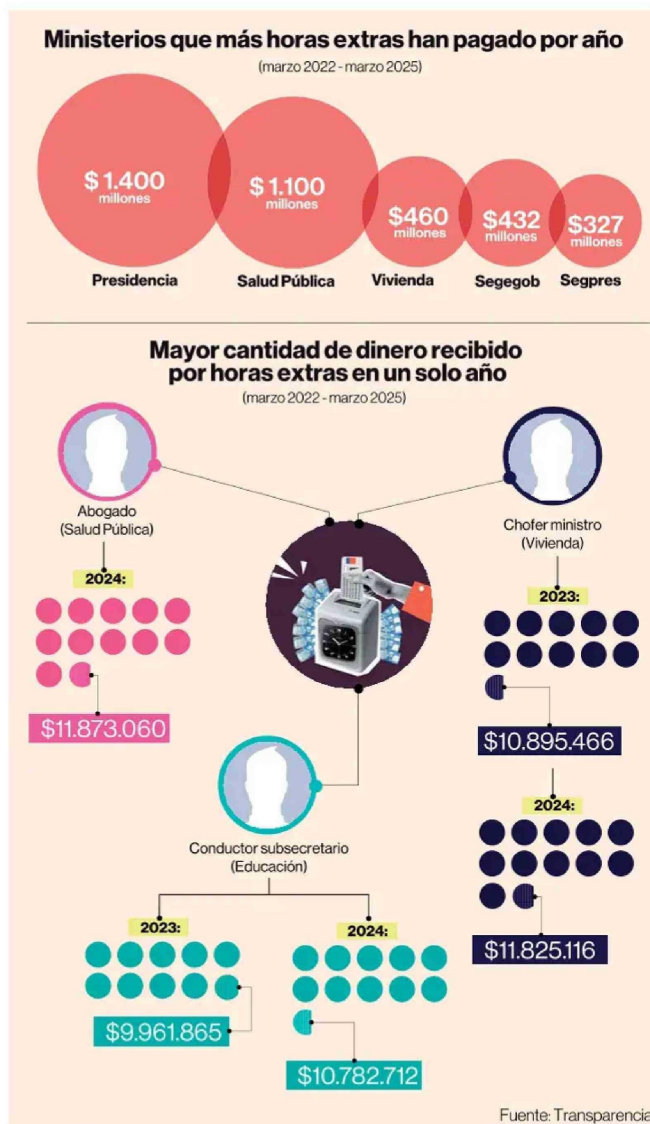 Ministerios que más horas extras han pagado por año
(marzo 2022 - marzo 2025)
$1.400
millones
$1.100
millones
$460
millones
$432
millones
$327
millones
Presidencia
Salud Pública
Vivienda
Segegob
Segpres
Mayor cantidad de dinero recibido
por horas extras en un solo año
(marzo 2022 - marzo 2025)
Abogado
(Salud Pública)
2024:
$11.873.060
Chofer ministro
(Vivienda)
2023:
$10.895.466
2024:
$11.825.116
Conductor subsecretario
(Educación)
2023:
$9.961.865
2024:
$10.782.712
Fuente: Transparencia